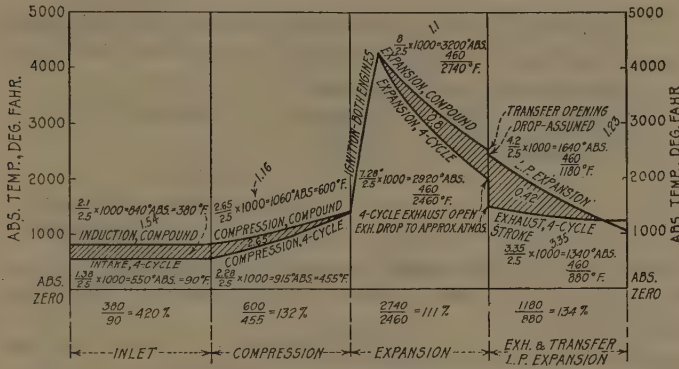 5000
4000
3000
2000
1000
ABS.
ZERO
ABS. TEMP., DEG. FAHR.
2.1/2.5 ×1000=840°ABS.=380°F.
1.54
INDUCTION, COMPOUND
INTAKE, 4-CYCLE
1.38/2.5 ×1000=550°ABS.=90°F.
1.16
2.65/2.5 ×1000=1060°ABS=600°F.
COMPRESSION, COMPOUND
2.65
COMPRESSION, 4-CYCLE
2.28/2.5 ×1000=915°ABS.=455°F.
IGNITION-BOTH ENGINES
1.1
8/2.5 ×1000=3200°ABS.
460
2740°F.
EXPANSION, COMPOUND
0.8
EXPANSION, 4-CYCLE
7.28/2.5 ×1000=2920°ABS.
460
2460°F.
4-CYCLE EXHAUST OPEN
EXH. DROP TO APPROX. ATMOS.
TRANSFER OPENING
DROP-ASSUMED
1.23
4.2/2.5 ×1000=1640°ABS.
460
1180°F.
L.P. EXPANSION
0.42
EXHAUST, 4-CYCLE
STROKE
3.35
3.35/2.5 ×1000=1340°ABS.
460
880°F.
5000
4000
3000
2000
1000
ABS.
ZERO
ABS. TEMP., DEG. FAHR.
380/90 =420%
600/455 =132%
2740/2460 =111%
1180/880 =134%
INLET
COMPRESSION
EXPANSION
EXH. & TRANSFER
L.P. EXPANSION